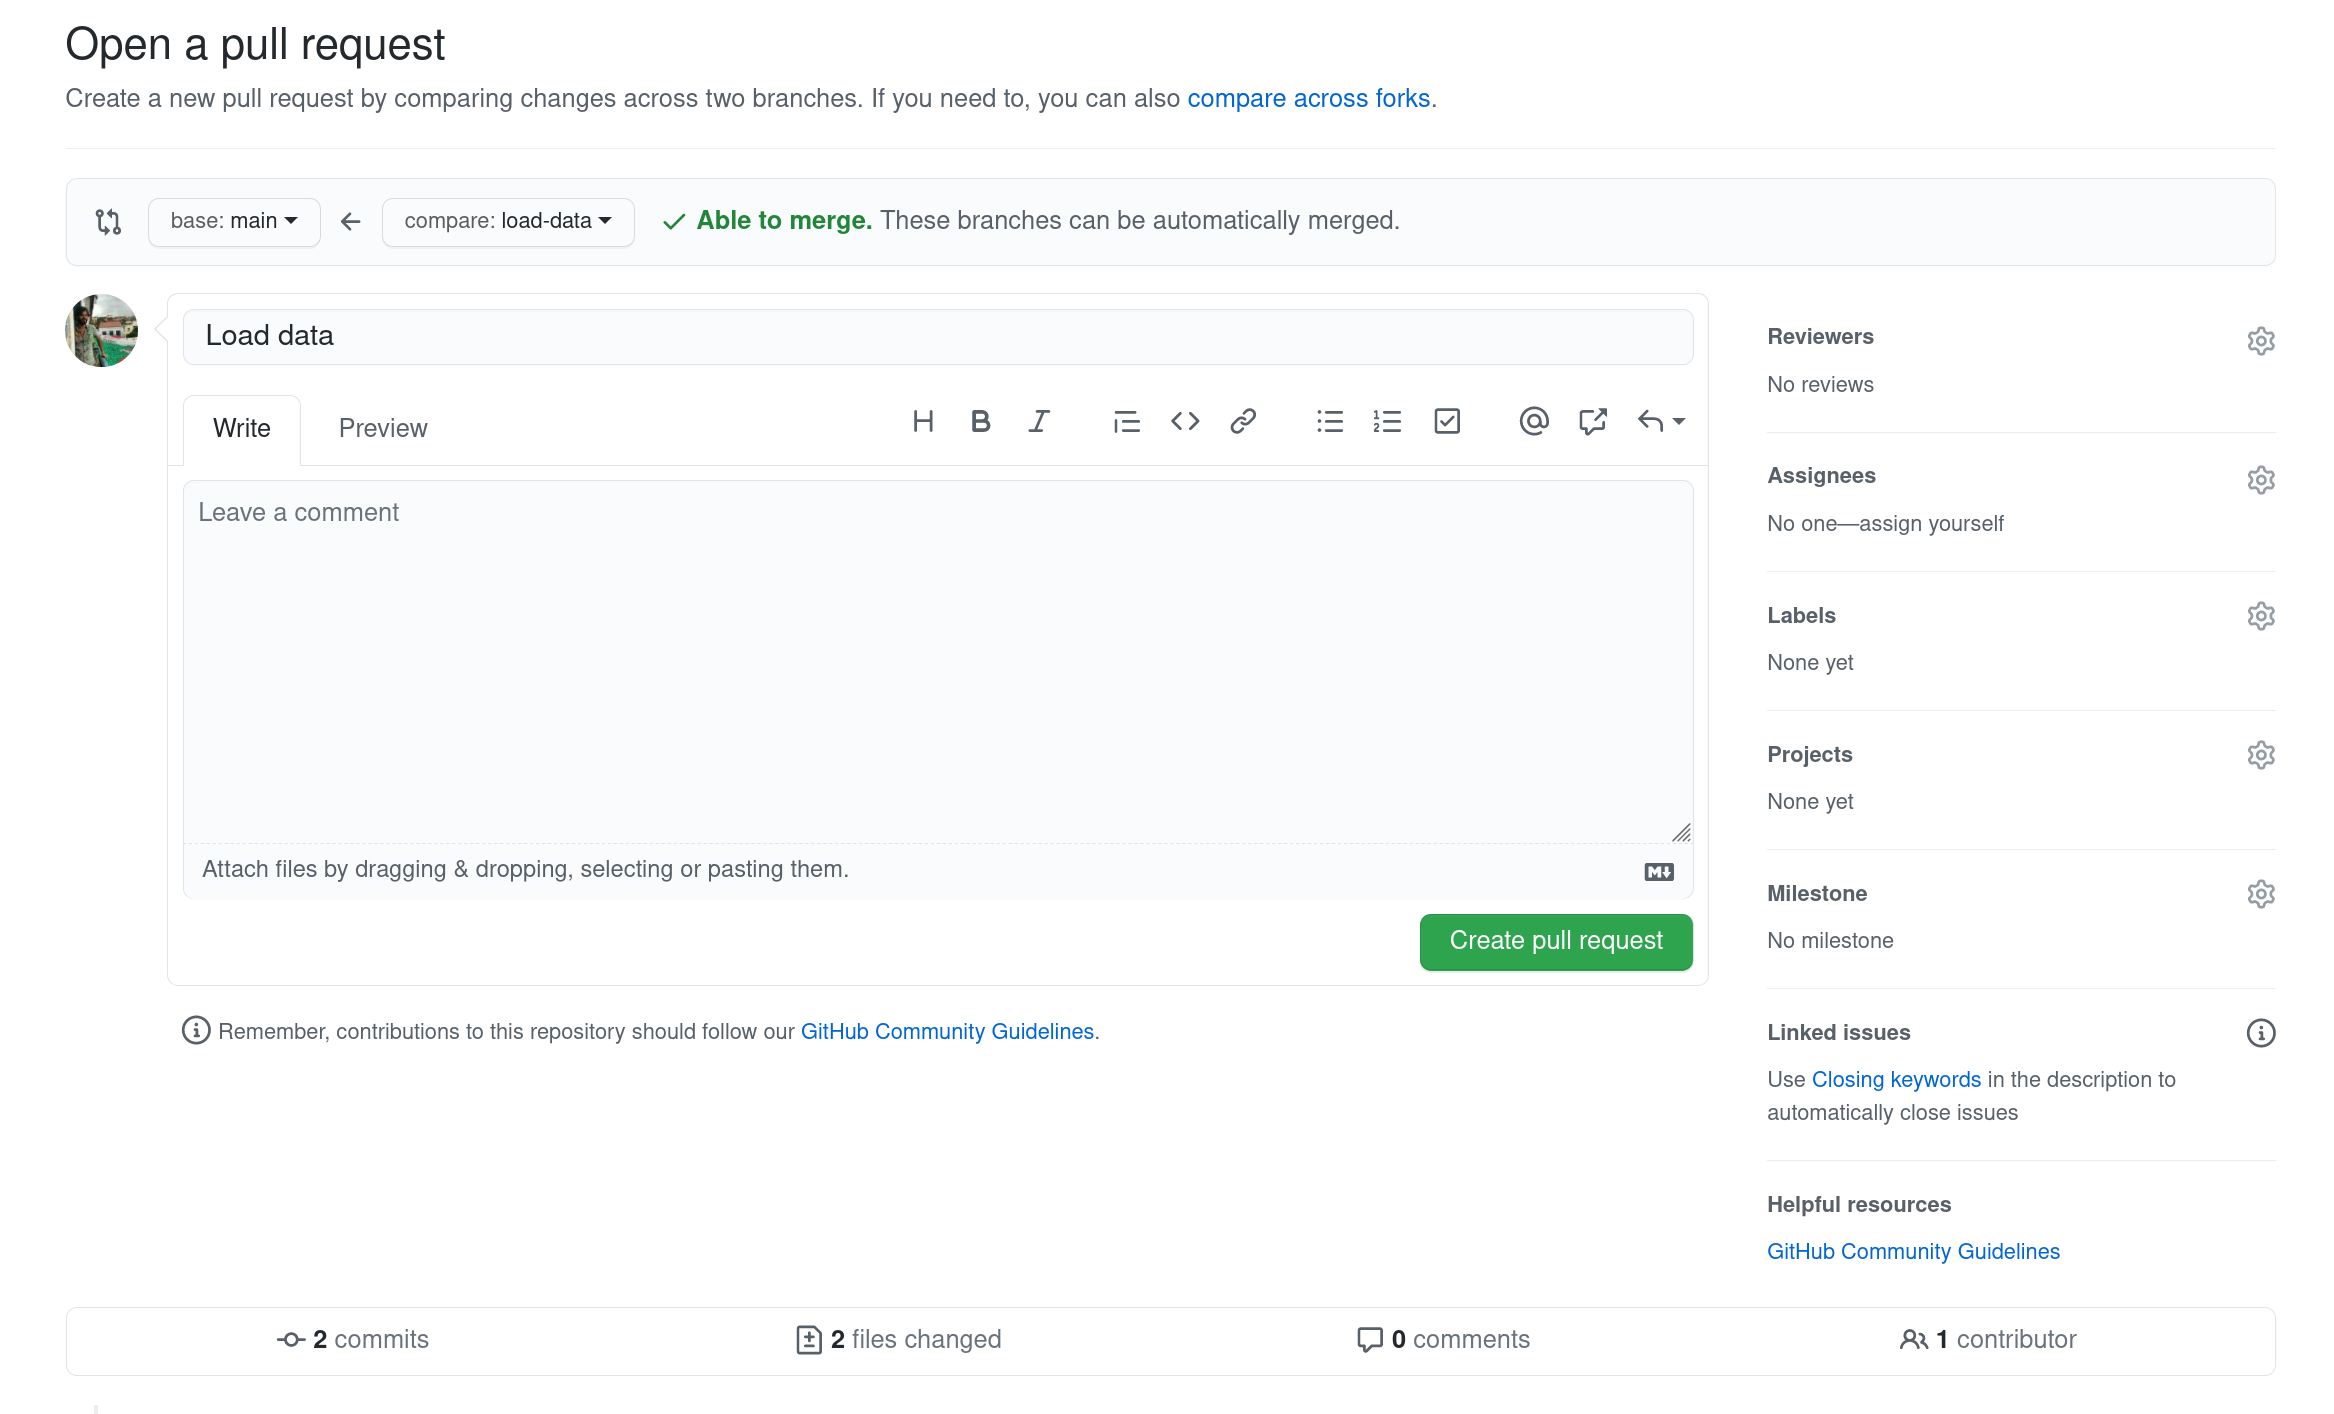 Open a pull request
Create a new pull request by comparing changes across two branches. If you need to, you can also compare across forks.
base: main
compare: load-data
Able to merge. These branches can be automatically merged.
Load data
Write
Preview
Leave a comment
Attach files by dragging & dropping, selecting or pasting them.
Create pull request
Remember, contributions to this repository should follow our GitHub Community Guidelines.
Reviewers
No reviews
Assignees
No one—assign yourself
Labels
None yet
Projects
None yet
Milestone
No milestone
Linked issues
Use Closing keywords in the description to
automatically close issues
Helpful resources
GitHub Community Guidelines
2 commits
2 files changed
0 comments
1 contributor